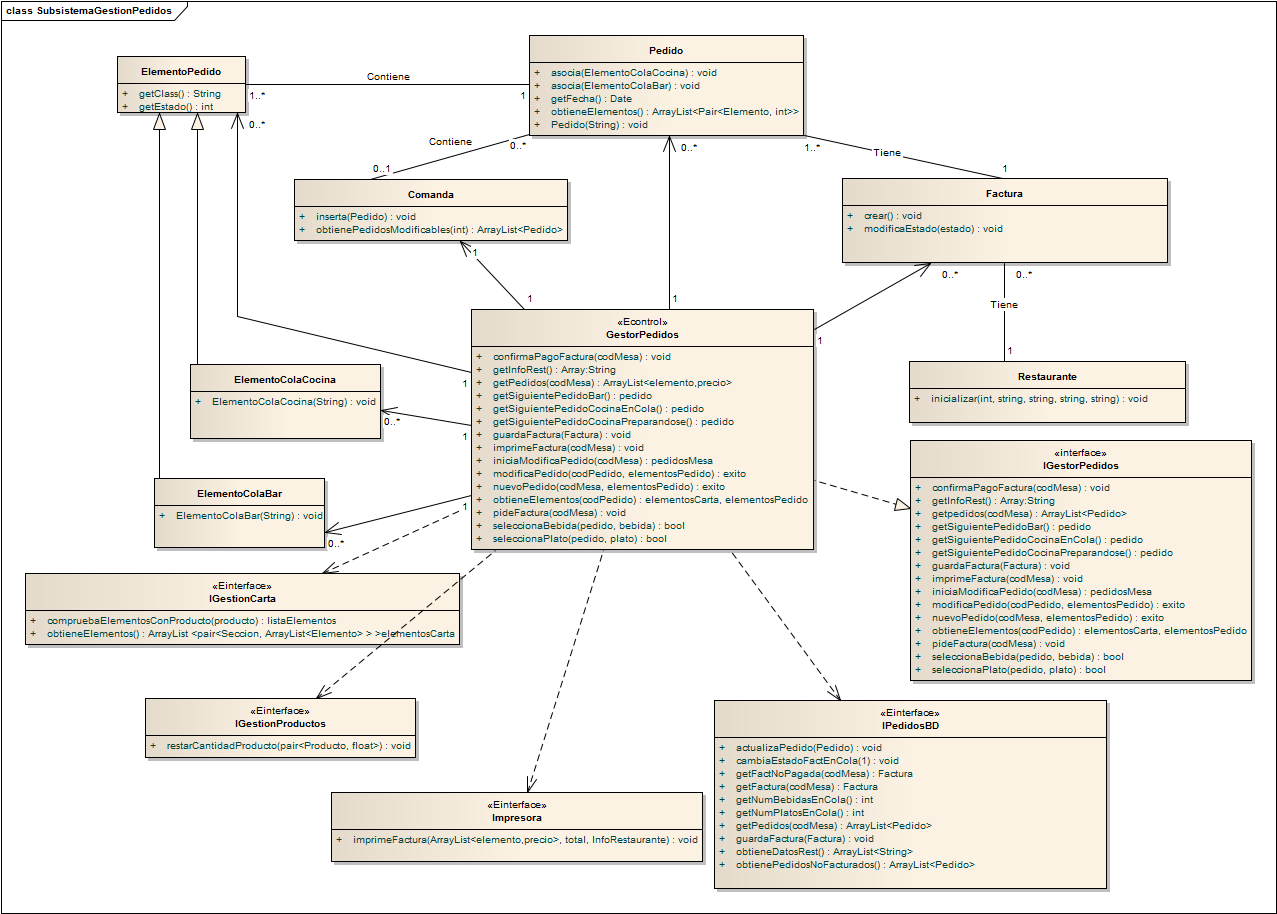 class SubsistemaGestionPedidos
ElementoPedido
+ getClass() : String
+ getEstado() : int
Contiene
1..*
1
0..*
Pedido
+ asocia(ElementoColaCocina) : void
+ asocia(ElementoColaBar) : void
+ getFecha() : Date
+ obtieneElementos() : ArrayList<Pair<Elemento, int>>
+ Pedido(String) : void
Contiene
0..*
0..1
0..*
1..*
Tiene
1
Comanda
+ inserta(Pedido) : void
+ obtienePedidosModificables(int) : ArrayList<Pedido>
1
1
1
Factura
+ crear() : void
+ modificaEstado(estado) : void
0..*
0..*
Tiene
1
1
«Econtrol»
GestorPedidos
+ confirmaPagoFactura(codMesa) : void
+ getInfoRest() : Array:String
+ getPedidos(codMesa) : ArrayList<elemento,precio>
+ getSiguientePedidoBar() : pedido
+ getSiguientePedidoCocinaEnCola() : pedido
+ getSiguientePedidoCocinaPreparandose() : pedido
+ guardaFactura(Factura) : void
+ imprimeFactura(codMesa) : void
+ iniciaModificaPedido(codMesa) : pedidosMesa
+ modificaPedido(codPedido, elementosPedido) : exito
+ nuevoPedido(codMesa, elementosPedido) : exito
+ obtieneElementos(codPedido) : elementosCarta, elementosPedido
+ pideFactura(codMesa) : void
+ seleccionaBebida(pedido, bebida) : bool
+ seleccionaPlato(pedido, plato) : bool
Restaurante
+ inicializar(int, string, string, string, string) : void
ElementoColaCocina
+ ElementoColaCocina(String) : void
1
0..*
1
ElementoColaBar
+ ElementoColaBar(String) : void
1
0..*
«interface»
IGestorPedidos
+ confirmaPagoFactura(codMesa) : void
+ getInfoRest() : Array:String
+ getpedidos(codMesa) : ArrayList<Pedido>
+ getSiguientePedidoBar() : pedido
+ getSiguientePedidoCocinaEnCola() : pedido
+ getSiguientePedidoCocinaPreparandose() : pedido
+ guardaFactura(Factura) : void
+ imprimeFactura(codMesa) : void
+ iniciaModificaPedido(codMesa) : pedidosMesa
+ modificaPedido(codPedido, elementosPedido) : exito
+ nuevoPedido(codMesa, elementosPedido) : exito
+ obtieneElementos(codPedido) : elementosCarta, elementosPedido
+ pideFactura(codMesa) : void
+ seleccionaBebida(pedido, bebida) : bool
+ seleccionaPlato(pedido, plato) : bool
«Einterface»
IGestionCarta
+ compruebaElementosConProducto(producto) : listaElementos
+ obtieneElementos() : ArrayList <pair<Seccion, ArrayList<Elemento> > >elementosCarta
«Einterface»
IGestionProductos
+ restarCantidadProducto(pair<Producto, float>) : void
«Einterface»
Impresora
+ imprimeFactura(ArrayList<elemento,precio>, total, InfoRestaurante) : void
«Einterface»
IPedidosBD
+ actualizaPedido(Pedido) : void
+ cambiaEstadoFactEnCola(1) : void
+ getFactNoPagada(codMesa) : Factura
+ getFactura(codMesa) : Factura
+ getNumBebidasEnCola() : int
+ getNumPlatosEnCola() : int
+ getPedidos(codMesa) : ArrayList<Pedido>
+ guardaFactura(Factura) : void
+ obtieneDatosRest() : ArrayList<String>
+ obtienePedidosNoFacturados() : ArrayList<Pedido>